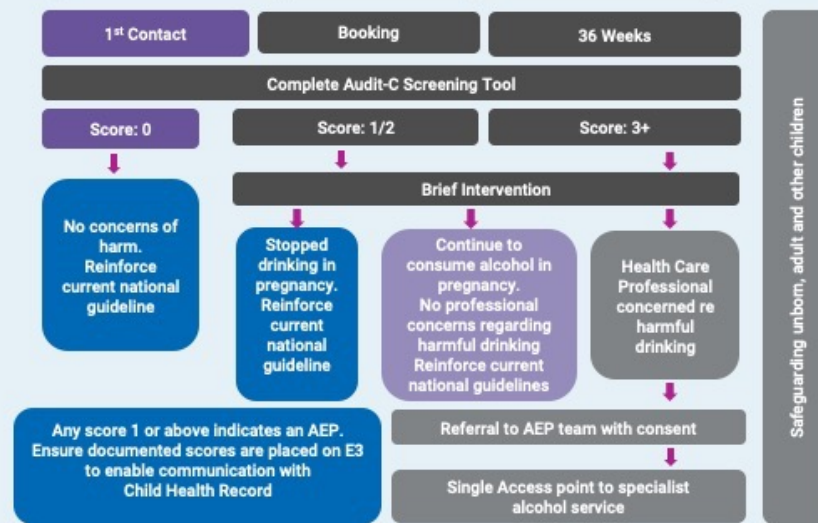 1st Contact
Booking
36 Weeks
Complete Audit-C Screening Tool
Score: 0
Score: 1/2
Score: 3+
Brief Intervention
No concerns of
harm.
Reinforce
current national
guideline
Stopped
drinking in
pregnancy.
Reinforce
current
national
guideline
Continue to
consume alcohol in
pregnancy.
No professional
concerns regarding
harmful drinking
Reinforce current
national guidelines
Health Care
Professional
concerned re
harmful
drinking
Any score 1 or above indicates an AEP.
Ensure documented scores are placed on E3
to enable communication with
Child Health Record
Referral to AEP team with consent
Single Access point to specialist
alcohol service
Safeguarding unborn, adult and other children